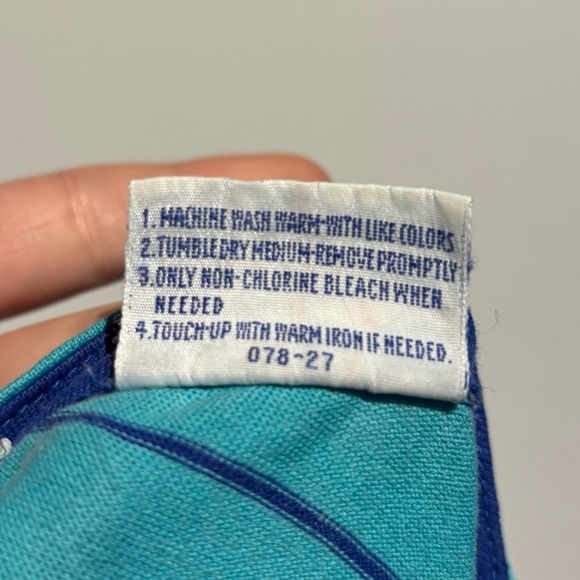 1. MACHINE WASH WARM-WITH LIKE COLORS
2. TUMBLE DRY MEDIUM-REMOVE PROMPTLY
3. ONLY NON-CHLORINE BLEACH WHEN
NEEDED
4. TOUCH-UP WITH WARM IRON IF NEEDED.
078-27